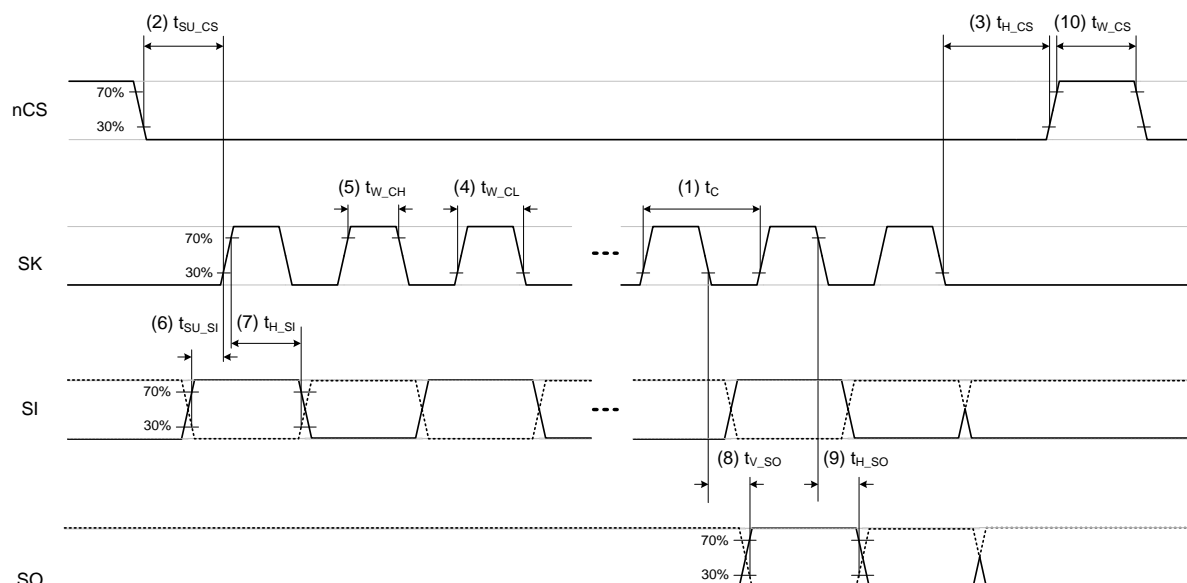 (2) tSU_CS
(3) tH_CS
(10) tW_CS
nCS
70%
30%
(5) tW_CH
(4) tW_CL
(1) tC
SK
70%
30%
(6) tSU_SI
(7) tH_SI
SI
70%
30%
(8) tV_SO
(9) tH_SO
SO
70%
30%